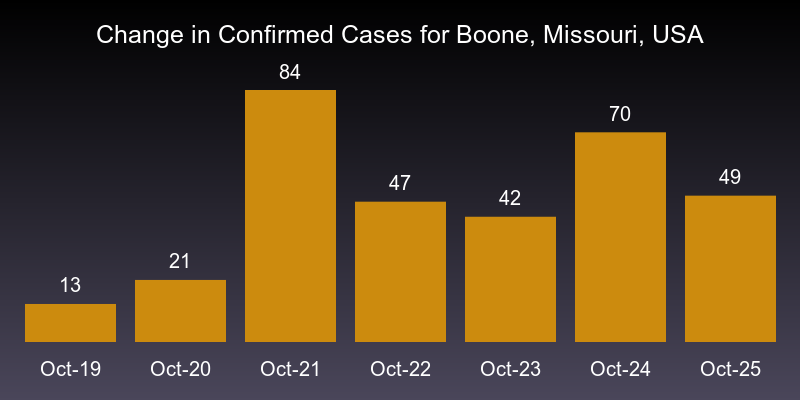 Change in Confirmed Cases for Boone, Missouri, USA
13
21
84
47
42
70
49
Oct-19
Oct-20
Oct-21
Oct-22
Oct-23
Oct-24
Oct-25